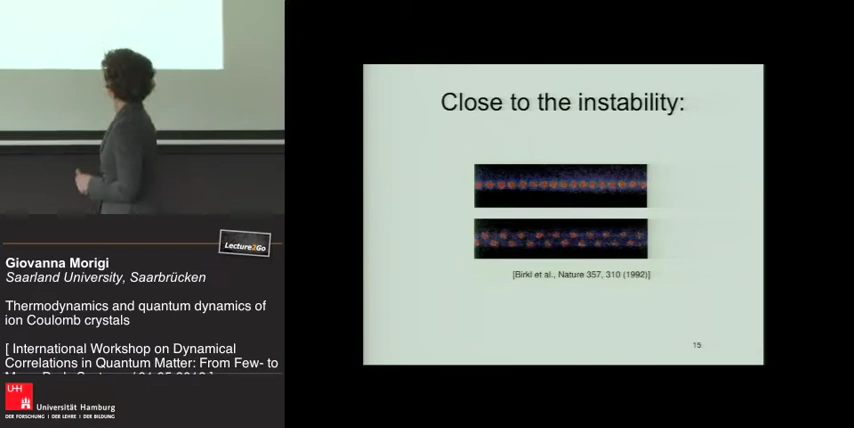 Close to the instability:
[Birkl et al., Nature 357, 310 (1992)]
15
Lecture2Go
Giovanna Morigi
Saarland University, Saarbrücken
Thermodynamics and quantum dynamics of
ion Coulomb crystals
[ International Workshop on Dynamical
Correlations in Quantum Matter: From Few- to
UH
Universität Hamburg
DER FORSCHUNG | DER LEHRE | DER BILDUNG